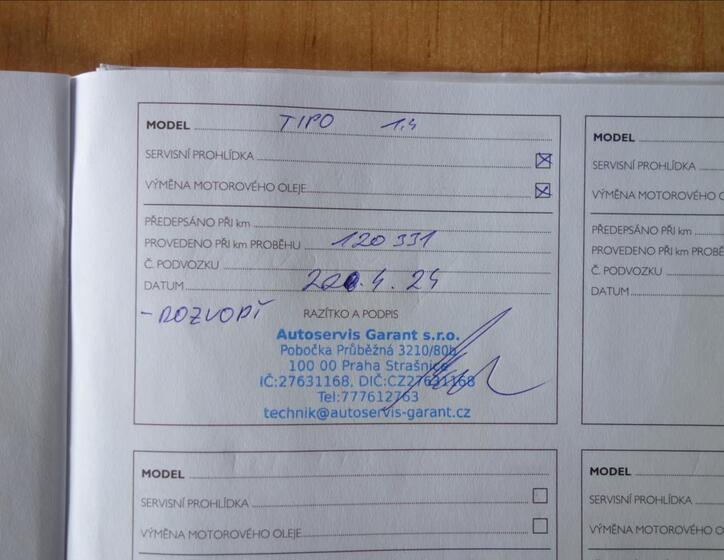 MODEL TIPO 1.4
SERVISNÍ PROHLÍDKA
VÝMĚNA MOTOROVÉHO OLEJE
PŘEDEPSÁNO PŘI km
PROVEDENO PŘI km PROBĚHU 120 331
Č. PODVOZKU
DATUM .4.24
- ROZVODY
RAZÍTKO A PODPIS
Autoservis Garant s.r.o.
Pobočka Průběžná 3210/80b
100 00 Praha Strašnice
IČ:27631168, DIČ:CZ27631168
Tel:777612763
technik@autoservis-garant.cz
MODEL
SERVISNÍ PROHLÍDKA
VÝMĚNA MOTOROVÉHO OLEJE
MODEL
SERVISNÍ PROHLÍDKA
VÝMĚNA MOTOROVÉHO O
PŘEDEPSÁNO PŘI km
PROVEDENO PŘI km PROBĚ
Č. PODVOZKU
DATUM
MODEL
SERVISNÍ PROHLÍDKA
VÝMĚNA MOTOROVÉHO O